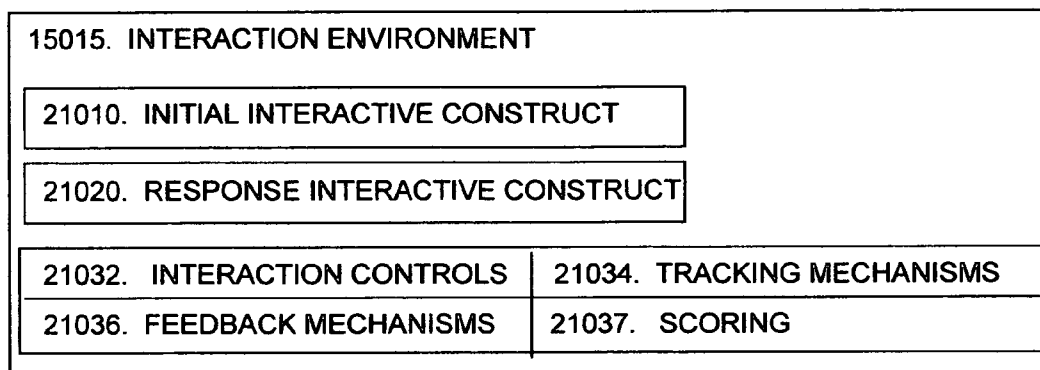 15015. INTERACTION ENVIRONMENT
21010. INITIAL INTERACTIVE CONSTRUCT
21020. RESPONSE INTERACTIVE CONSTRUCT
21032. INTERACTION CONTROLS 21034. TRACKING MECHANISMS
21036. FEEDBACK MECHANISMS 21037. SCORING